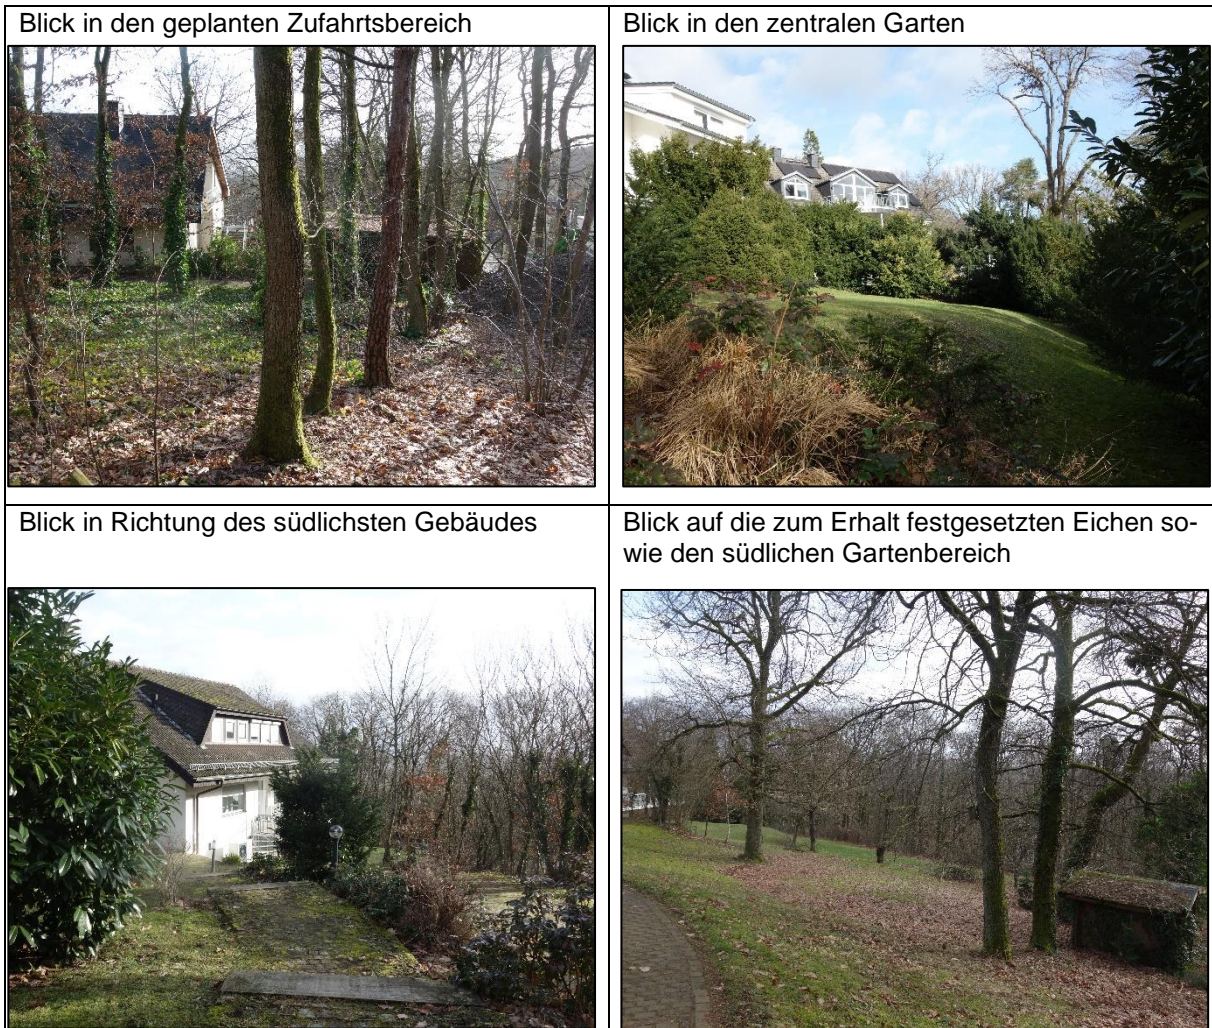 Blick in den geplanten Zufahrtsbereich
Blick in den zentralen Garten
Blick in Richtung des südlichsten Gebäudes
Blick auf die zum Erhalt festgesetzten Eichen so-
wie den südlichen Gartenbereich